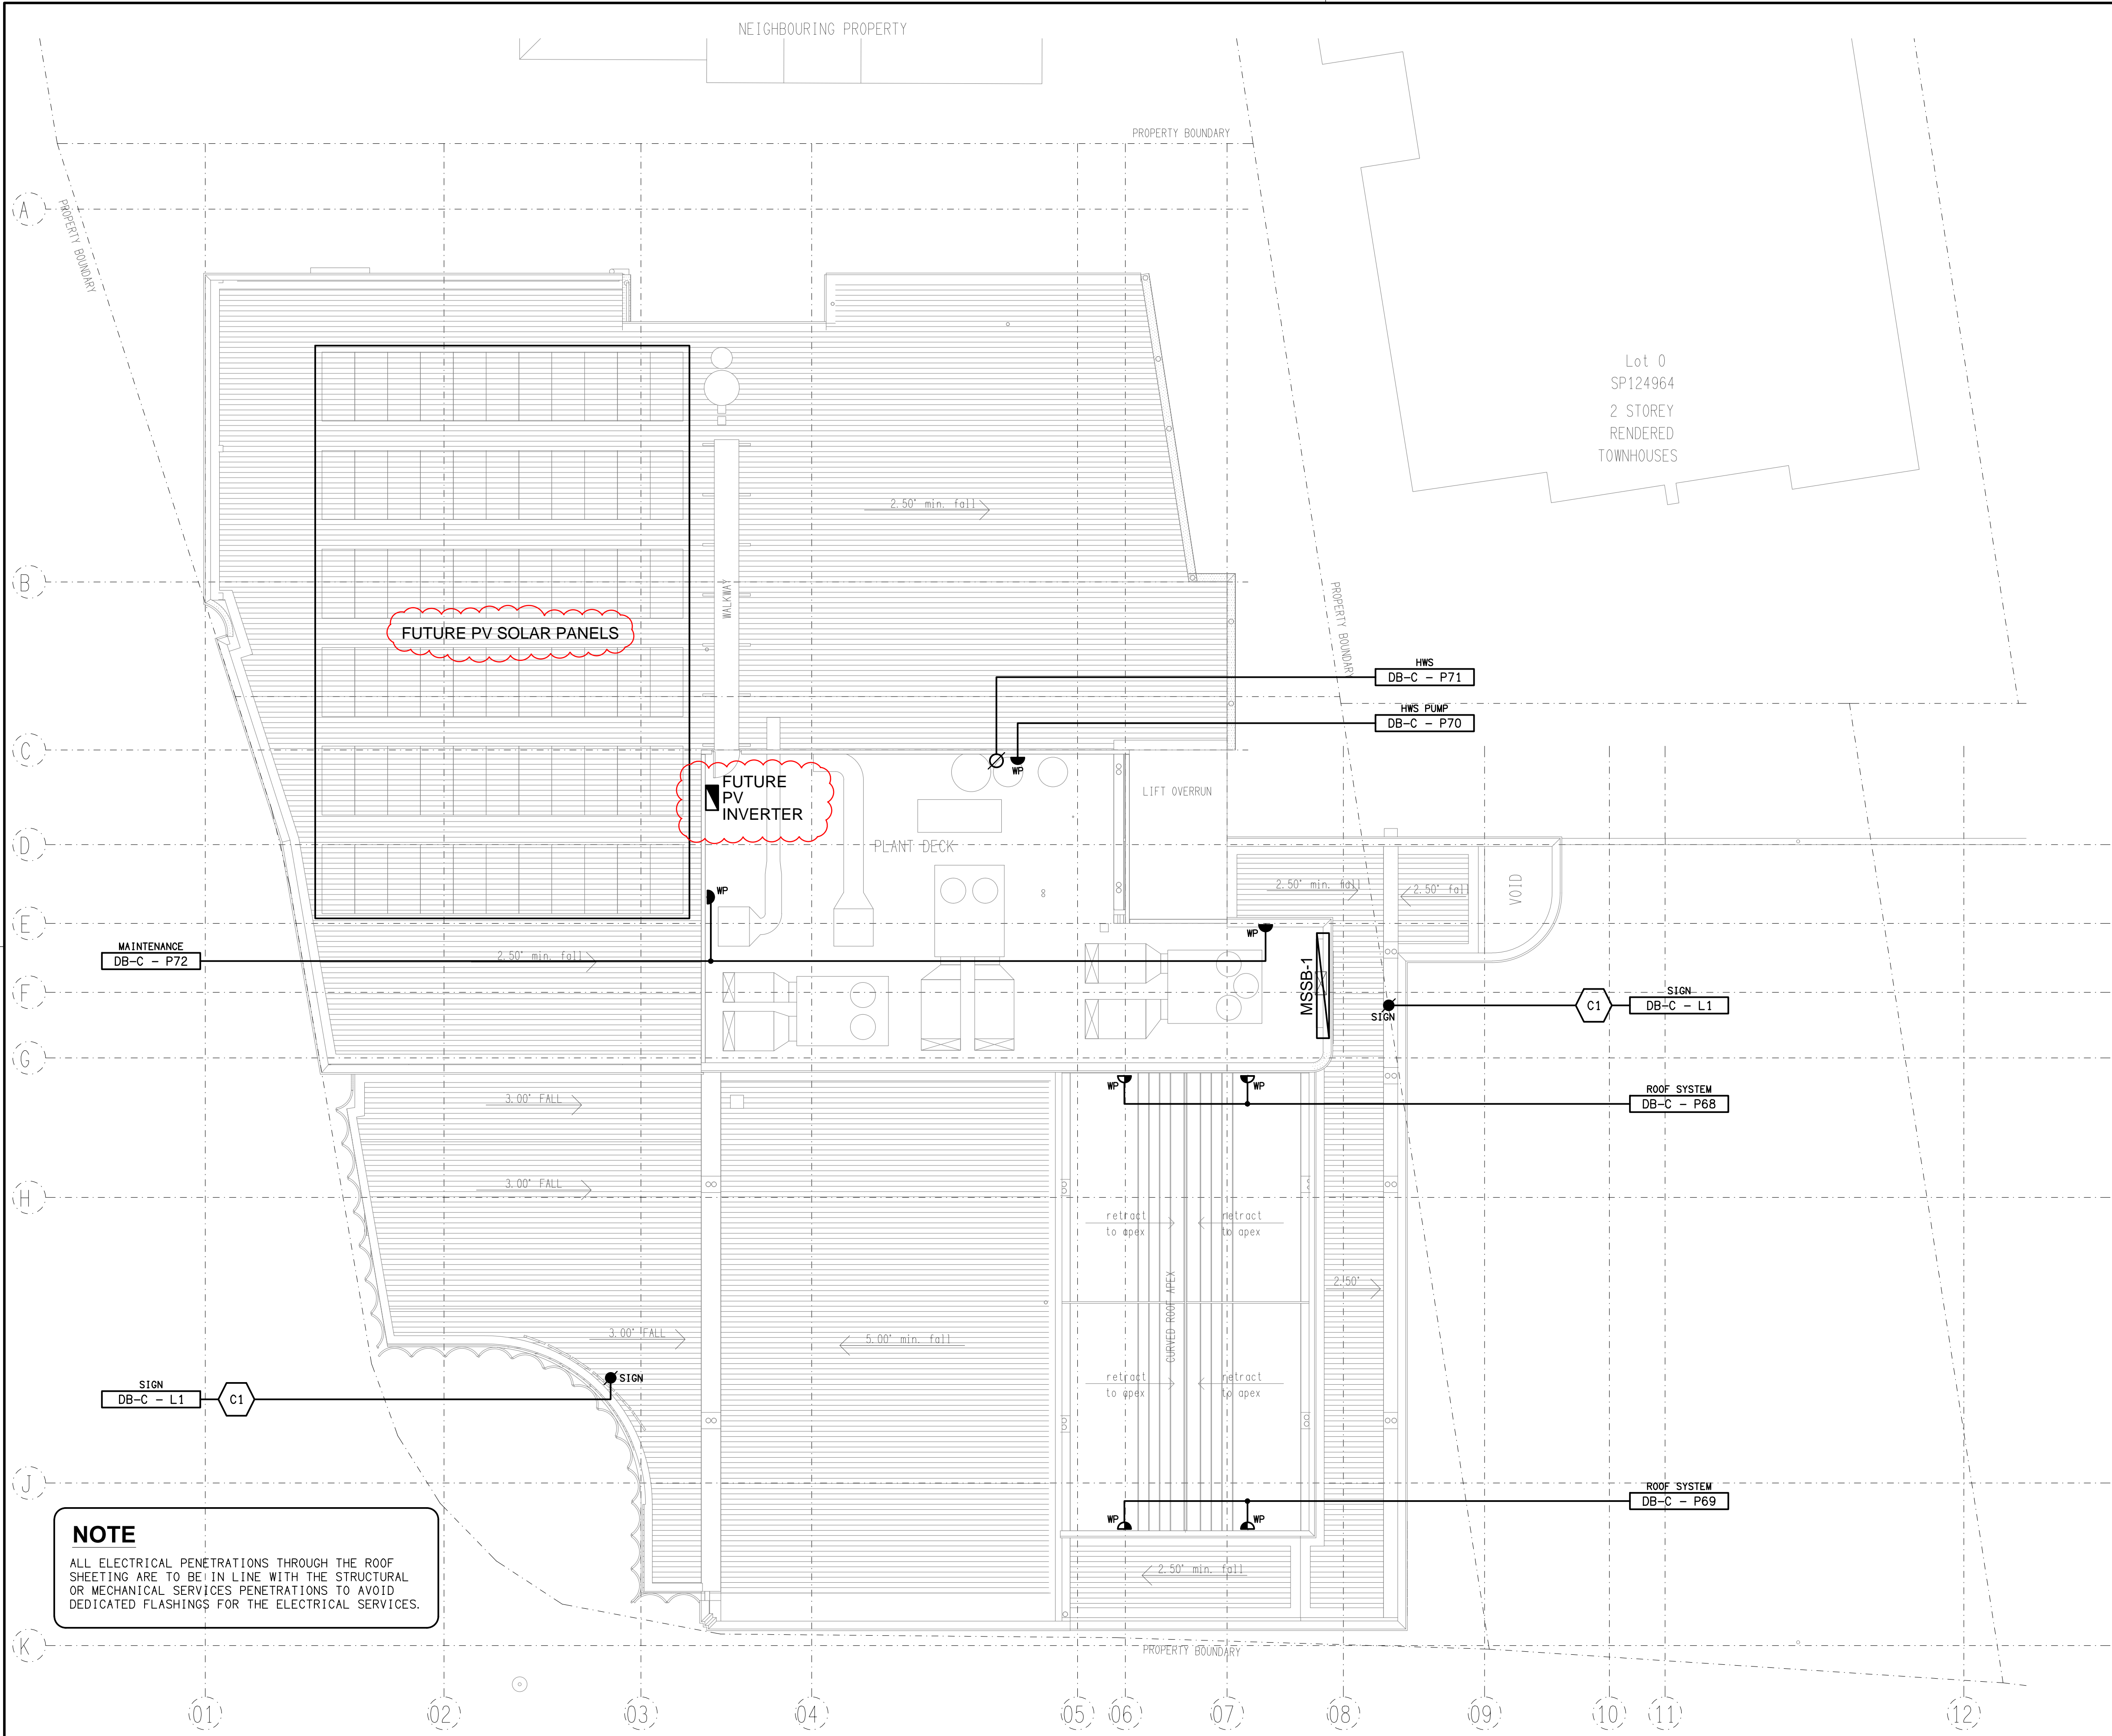 NEIGHBOURING PROPERTY
PROPERTY BOUNDARY
A
PROPERTY BOUNDARY
Lot 0
SP124964
2 STOREY
RENDERED
TOWNHOUSES
2.50° min. fall
B
WALKWAY
PROPERTY BOUNDARY
FUTURE PV SOLAR PANELS
HWS
DB-C - P71
HWS PUMP
DB-C - P70
C
WP
FUTURE
PV
INVERTER
LIFT OVERRUN
D
PLANT DECK
WP
2.50° min. fall
2.50° fall
VOID
E
WP
MAINTENANCE
DB-C - P72
2.50° min. fall
F
MSSB-1
SIGN
C1
SIGN
DB-C - L1
G
WP
WP
ROOF SYSTEM
DB-C - P68
3.00° FALL
3.00° FALL
H
retract
to apex
retract
to apex
CURVED ROOF APEX
2.50°
3.00° FALL
5.00° min. fall
retract
to apex
retract
to apex
SIGN
SIGN
DB-C - L1
C1
J
ROOF SYSTEM
DB-C - P69
WP
WP
NOTE
ALL ELECTRICAL PENETRATIONS THROUGH THE ROOF
SHEETING ARE TO BE IN LINE WITH THE STRUCTURAL
OR MECHANICAL SERVICES PENETRATIONS TO AVOID
DEDICATED FLASHINGS FOR THE ELECTRICAL SERVICES.
2.50° min. fall
K
PROPERTY BOUNDARY
01
02
03
04
05
06
07
08
09
10
11
12